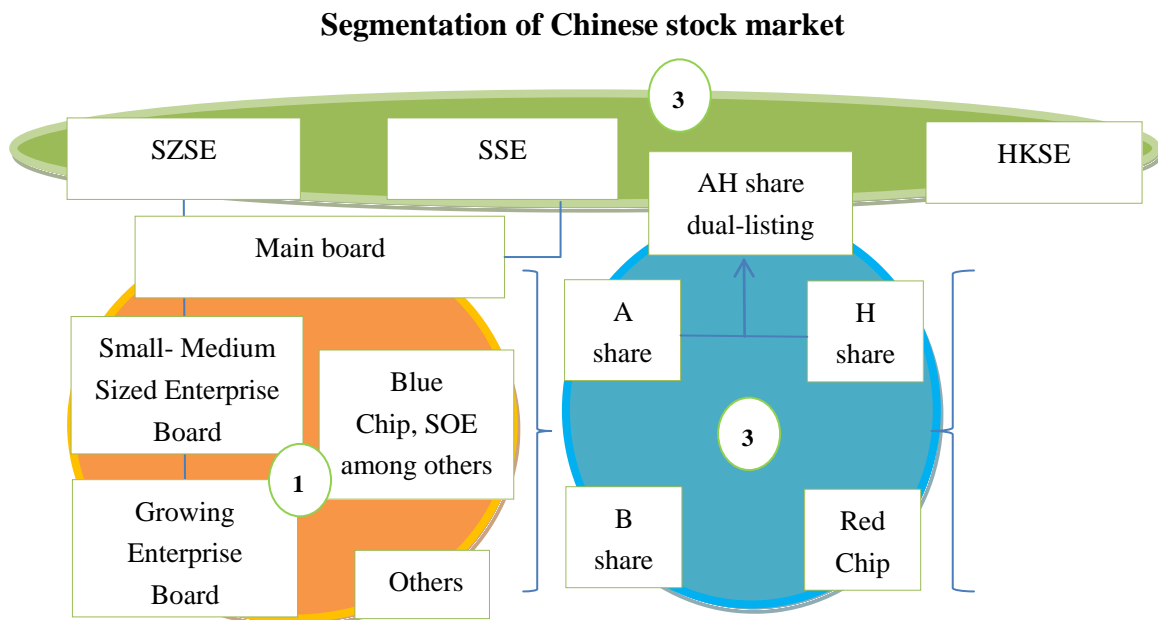 Segmentation of Chinese stock market
3
SZSE
SSE
HKSE
AH share
dual-listing
Main board
A
share
H
share
Small- Medium
Sized Enterprise
Board
Blue
Chip, SOE
among others
3
1
Growing
Enterprise
Board
Others
B
share
Red
Chip